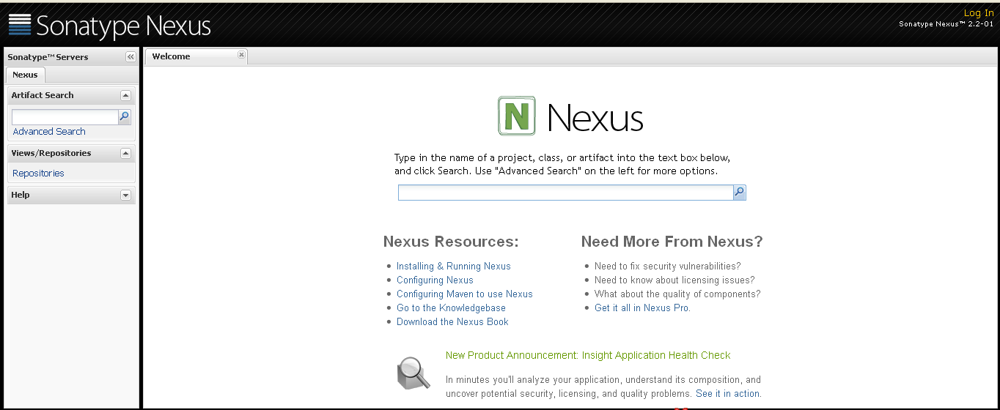 Sonatype Nexus
Log In
Sonatype Nexus™ 2.2-01
Sonatype™ Servers
Nexus
Artifact Search
Advanced Search
Views/Repositories
Repositories
Help
Welcome
N Nexus
Type in the name of a project, class, or artifact into the text box below,
and click Search. Use "Advanced Search" on the left for more options.
Nexus Resources:
Installing & Running Nexus
Configuring Nexus
Configuring Maven to use Nexus
Go to the Knowledgebase
Download the Nexus Book
Need More From Nexus?
Need to fix security vulnerabilities?
Need to know about licensing issues?
What about the quality of components?
Get it all in Nexus Pro.
New Product Announcement: Insight Application Health Check
In minutes you'll analyze your application, understand its composition, and
uncover potential security, licensing, and quality problems. See it in action.